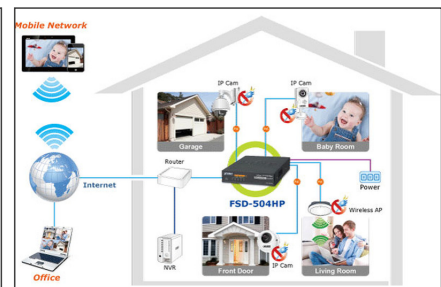 Mobile Network
IP Cam
IP Cam
Garage
Baby Room
Router
Internet
FSD-504HP
Power
Wireless AP
NVR
Front Door
IP Cam
Living Room
Office